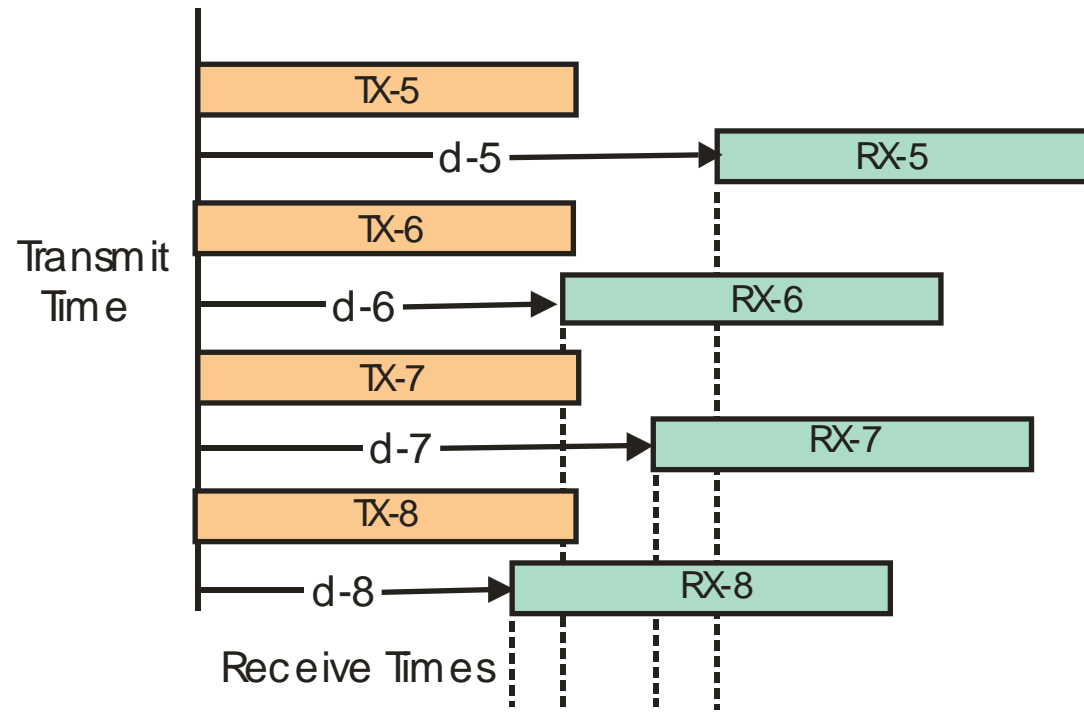 TX-5
d-5
RX-5
TX-6
Transmit
Time
d-6
RX-6
TX-7
d-7
RX-7
TX-8
d-8
RX-8
Receive Times